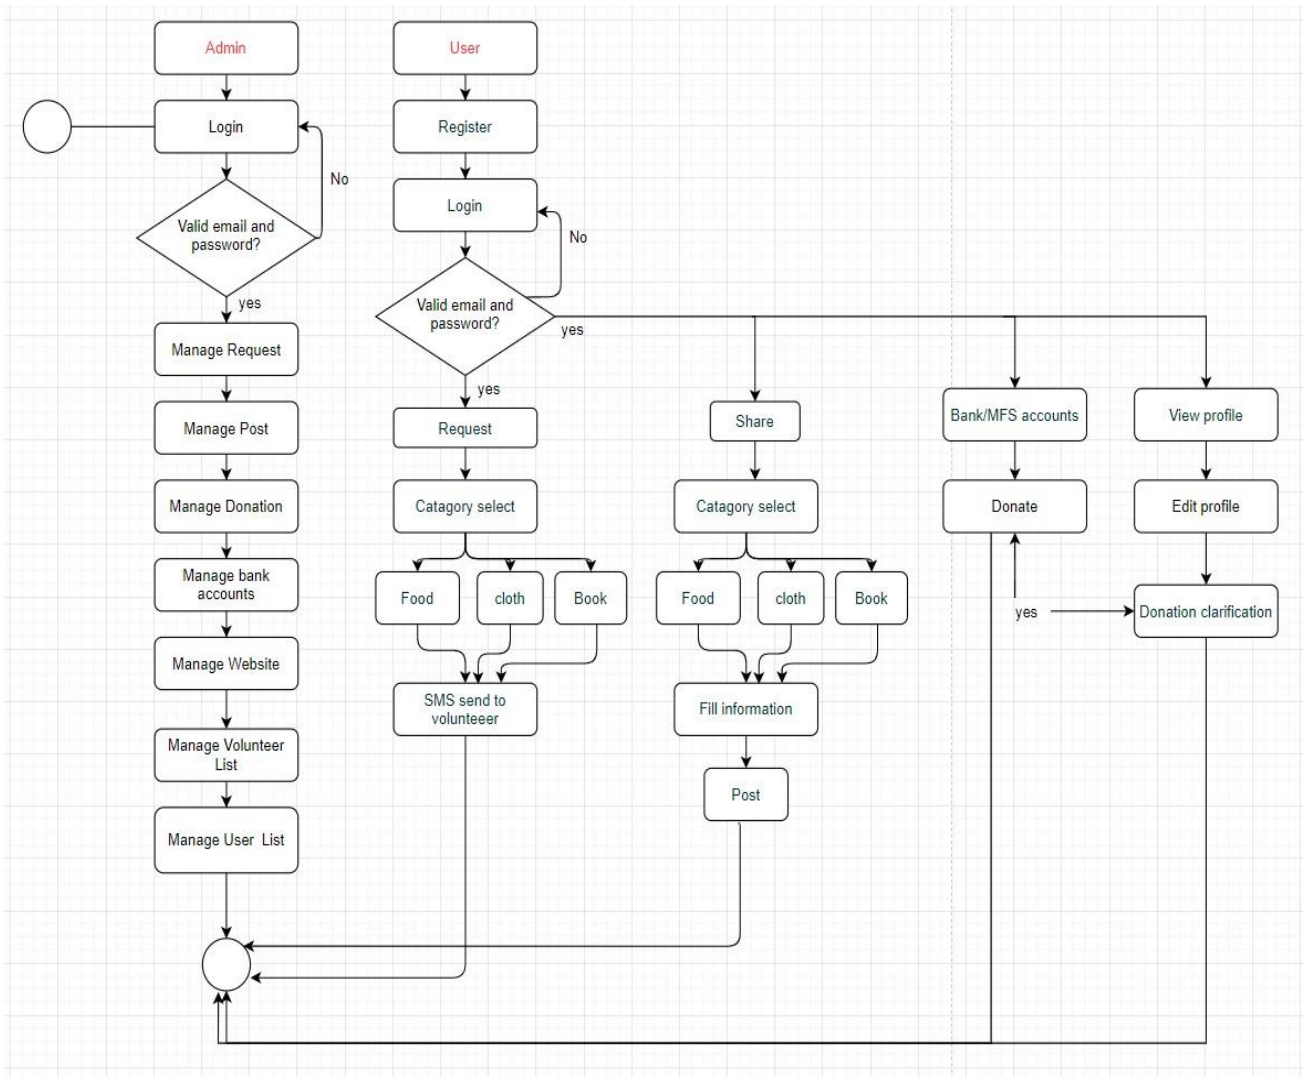 Admin
Login
No
Valid email and
password?
yes
Manage Request
Manage Post
Manage Donation
Manage bank
accounts
Manage Website
Manage Volunteer
List
Manage User List
User
Register
Login
No
Valid email and
password?
yes
yes
Request
Catagory select
Food
cloth
Book
SMS send to
volunteeer
Share
Catagory select
Food
cloth
Book
Fill information
Post
Bank/MFS accounts
Donate
yes
View profile
Edit profile
Donation clarification